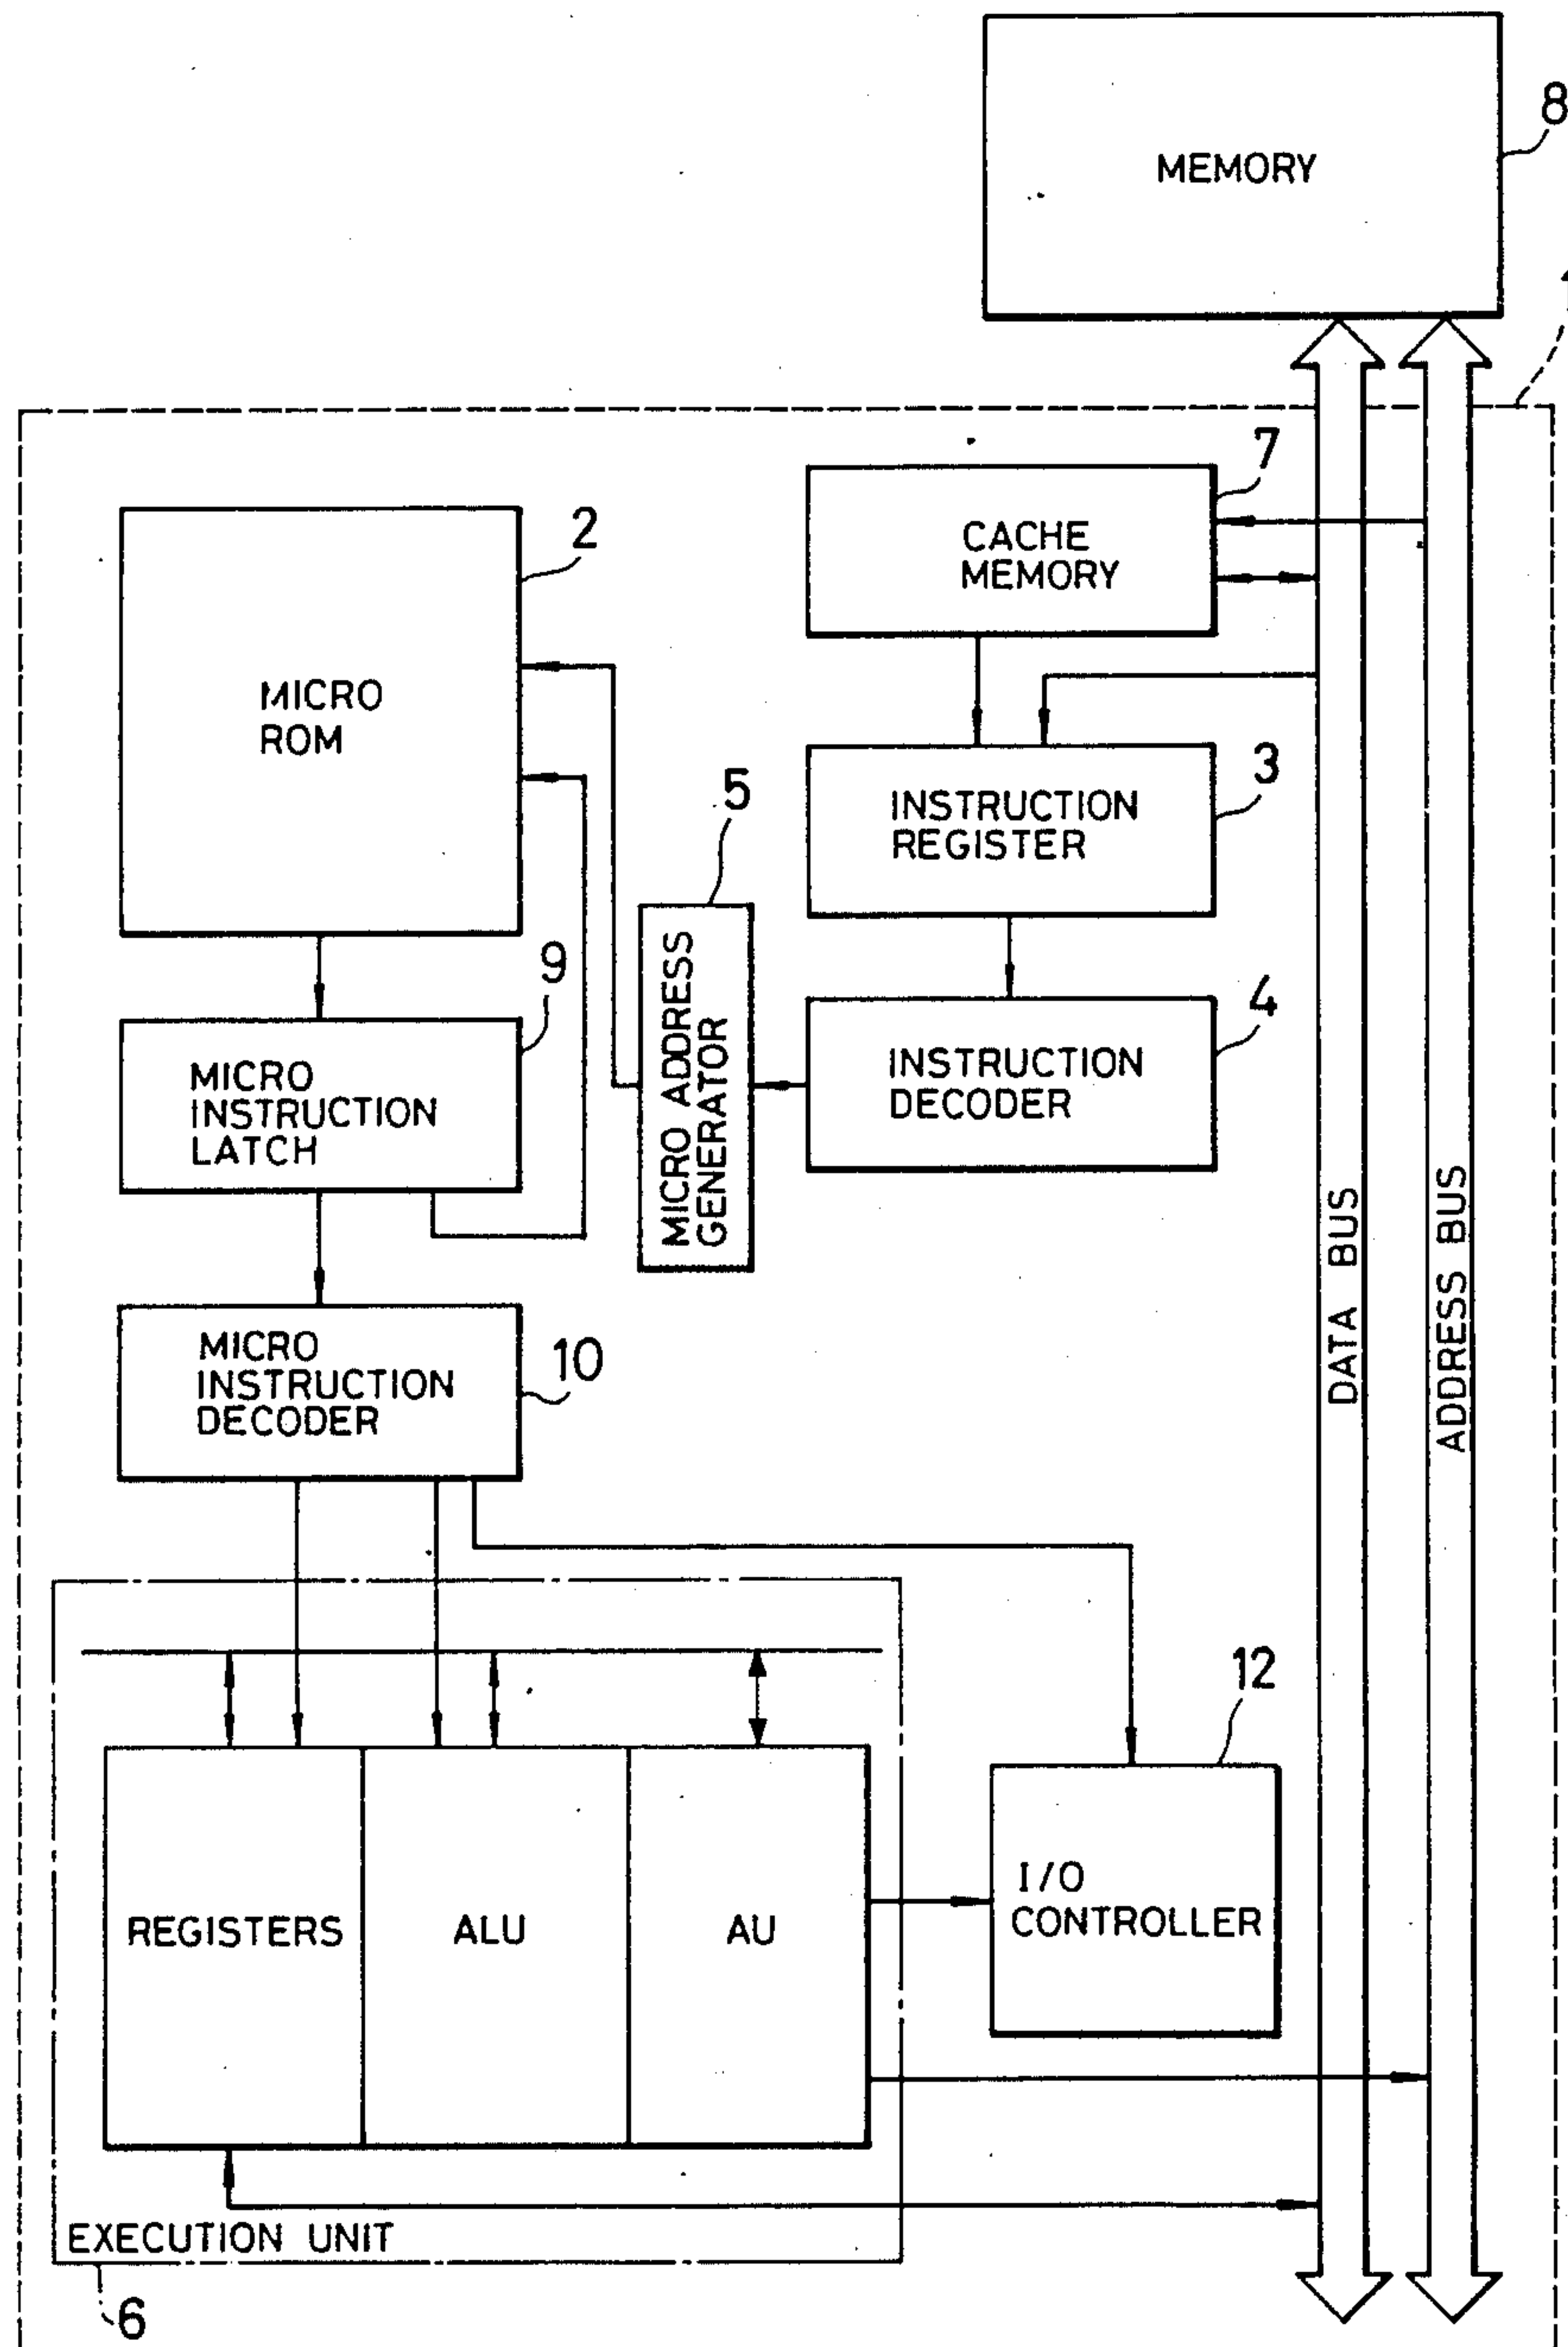 MEMORY
8
7
CACHE
MEMORY
2
MICRO
ROM
3
INSTRUCTION
REGISTER
5
MICRO ADDRESS
GENERATOR
9
MICRO
INSTRUCTION
LATCH
4
INSTRUCTION
DECODER
DATA BUS
ADDRESS BUS
10
MICRO
INSTRUCTION
DECODER
12
I/O
CONTROLLER
REGISTERS
ALU
AU
EXECUTION UNIT
6